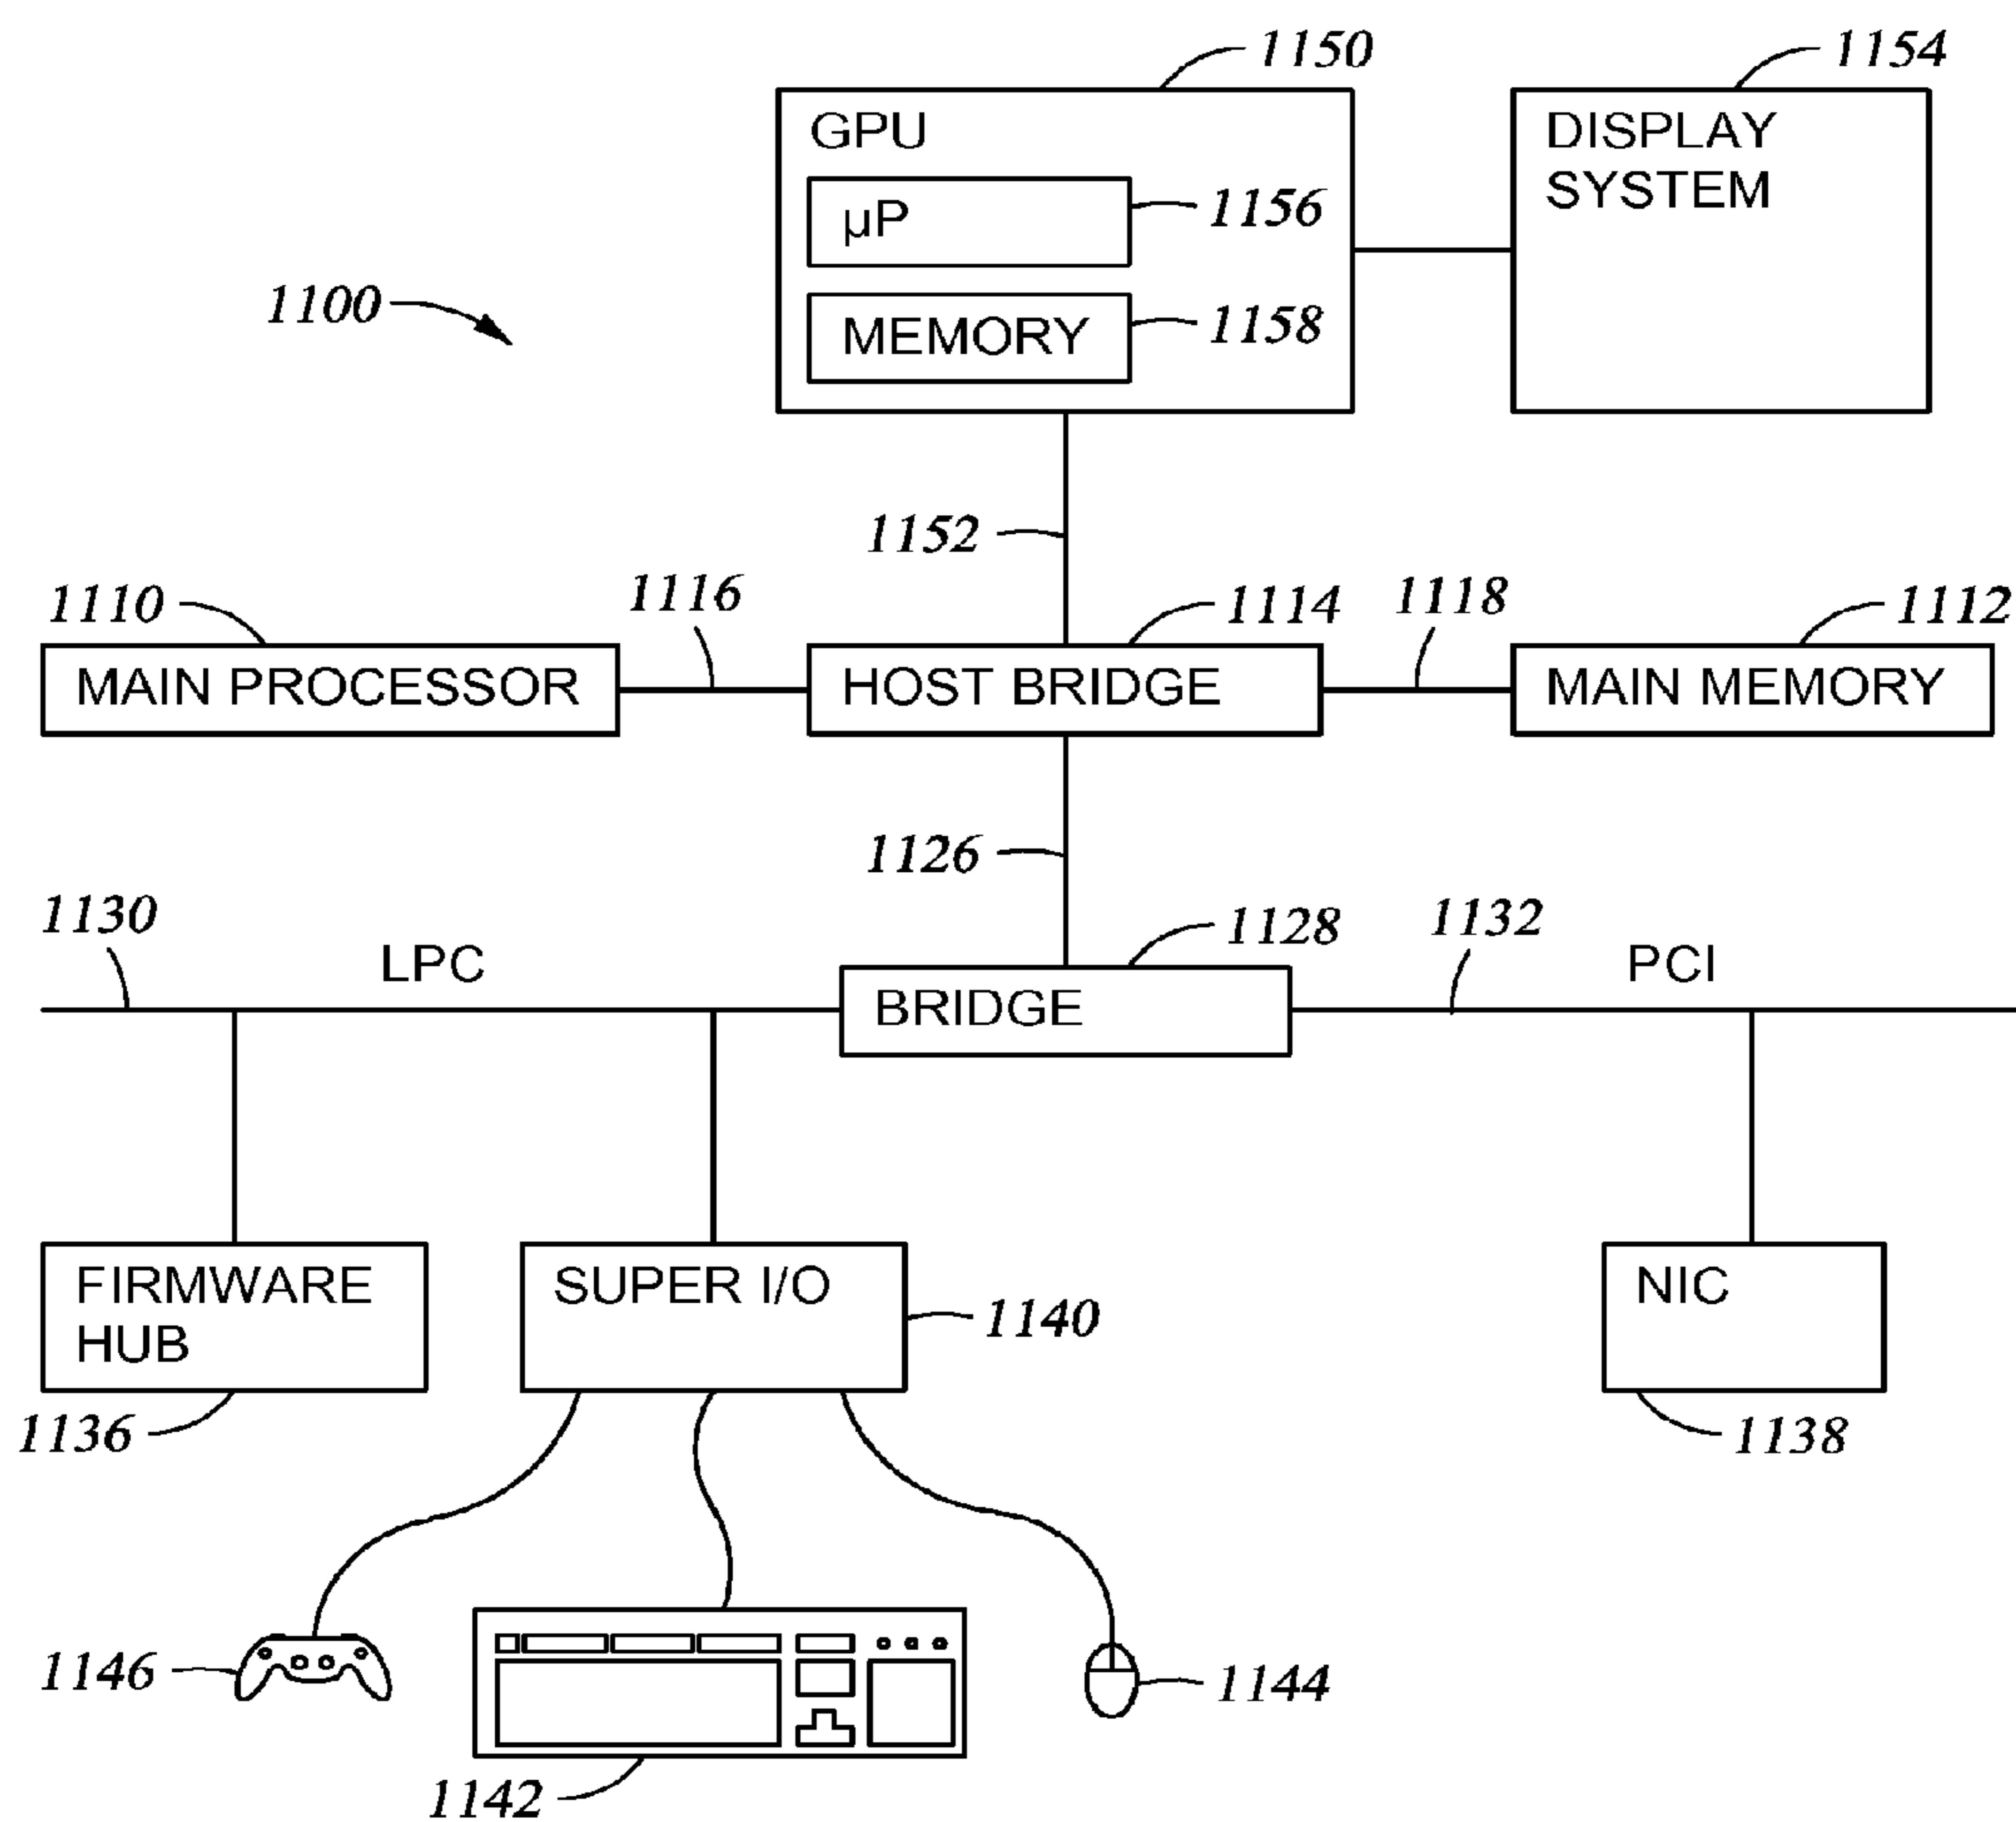 1150
1154
GPU
DISPLAY
SYSTEM
µP
1156
1100
MEMORY
1158
1152
1110
1116
1114
1118
1112
MAIN PROCESSOR
HOST BRIDGE
MAIN MEMORY
1126
1130
LPC
1128
1132
PCI
BRIDGE
FIRMWARE
HUB
SUPER I/O
1140
NIC
1136
1138
1146
1144
1142